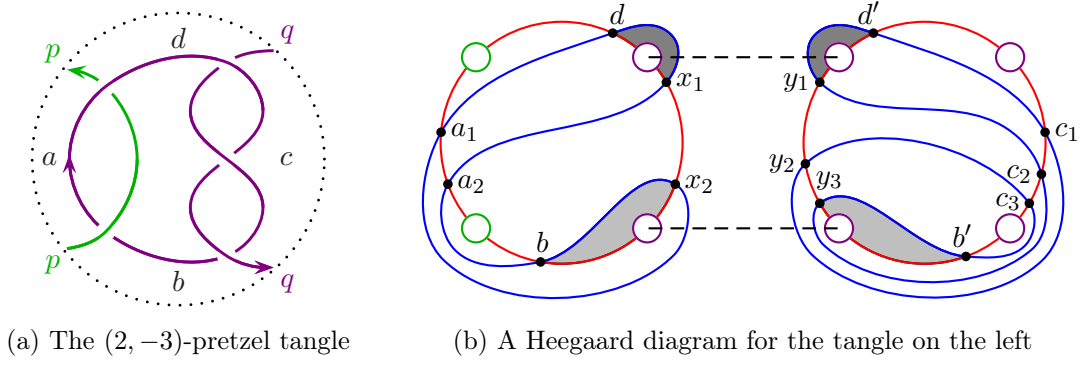 d
q
p
a
c
p
b
q
(a) The (2, −3)-pretzel tangle
d
d′
x₁
y₁
a₁
c₁
a₂
x₂
y₂
y₃
c₂
c₃
b
b′
(b) A Heegaard diagram for the tangle on the left